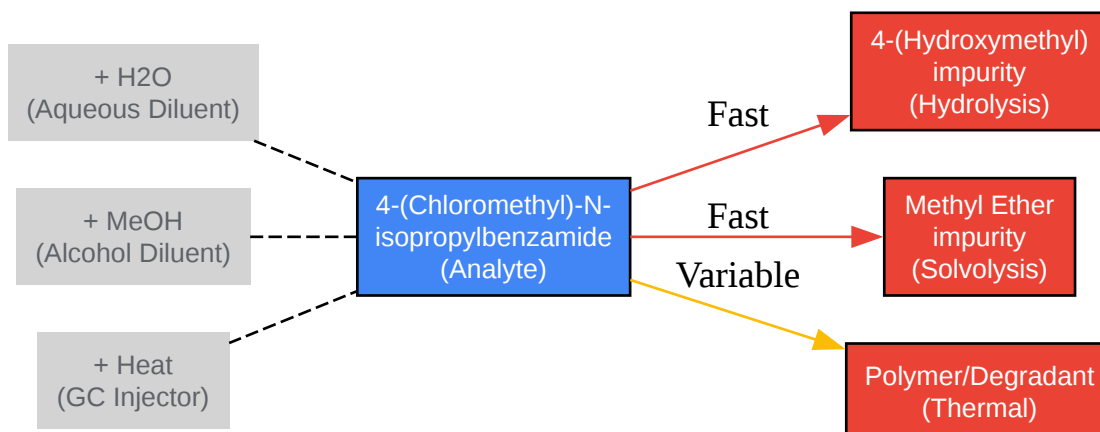 + H2O
(Aqueous Diluent)
+ MeOH
(Alcohol Diluent)
+ Heat
(GC Injector)
4-(Chloromethyl)-N-
isopropylbenzamide
(Analyte)
Fast
Fast
Variable
4-(Hydroxymethyl)
impurity
(Hydrolysis)
Methyl Ether
impurity
(Solvolysis)
Polymer/Degradant
(Thermal)